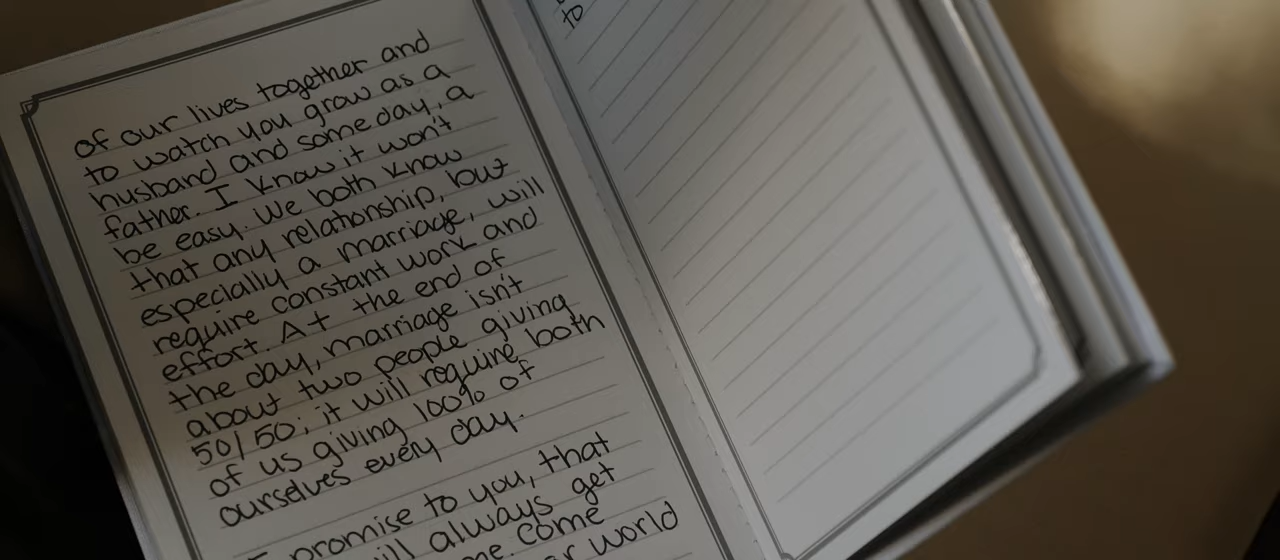 of our lives together and
to watch you grow as a
husband and someday, a
father. I know it won't
be easy. We both know
that any relationship, but
especially a marriage, will
require constant work and
effort. At the end of
the day, marriage isn't
about two people giving
50/50; it will require both
of us giving 100% of
ourselves every day.
I promise to you, that
will always get
me. Come
or world
to